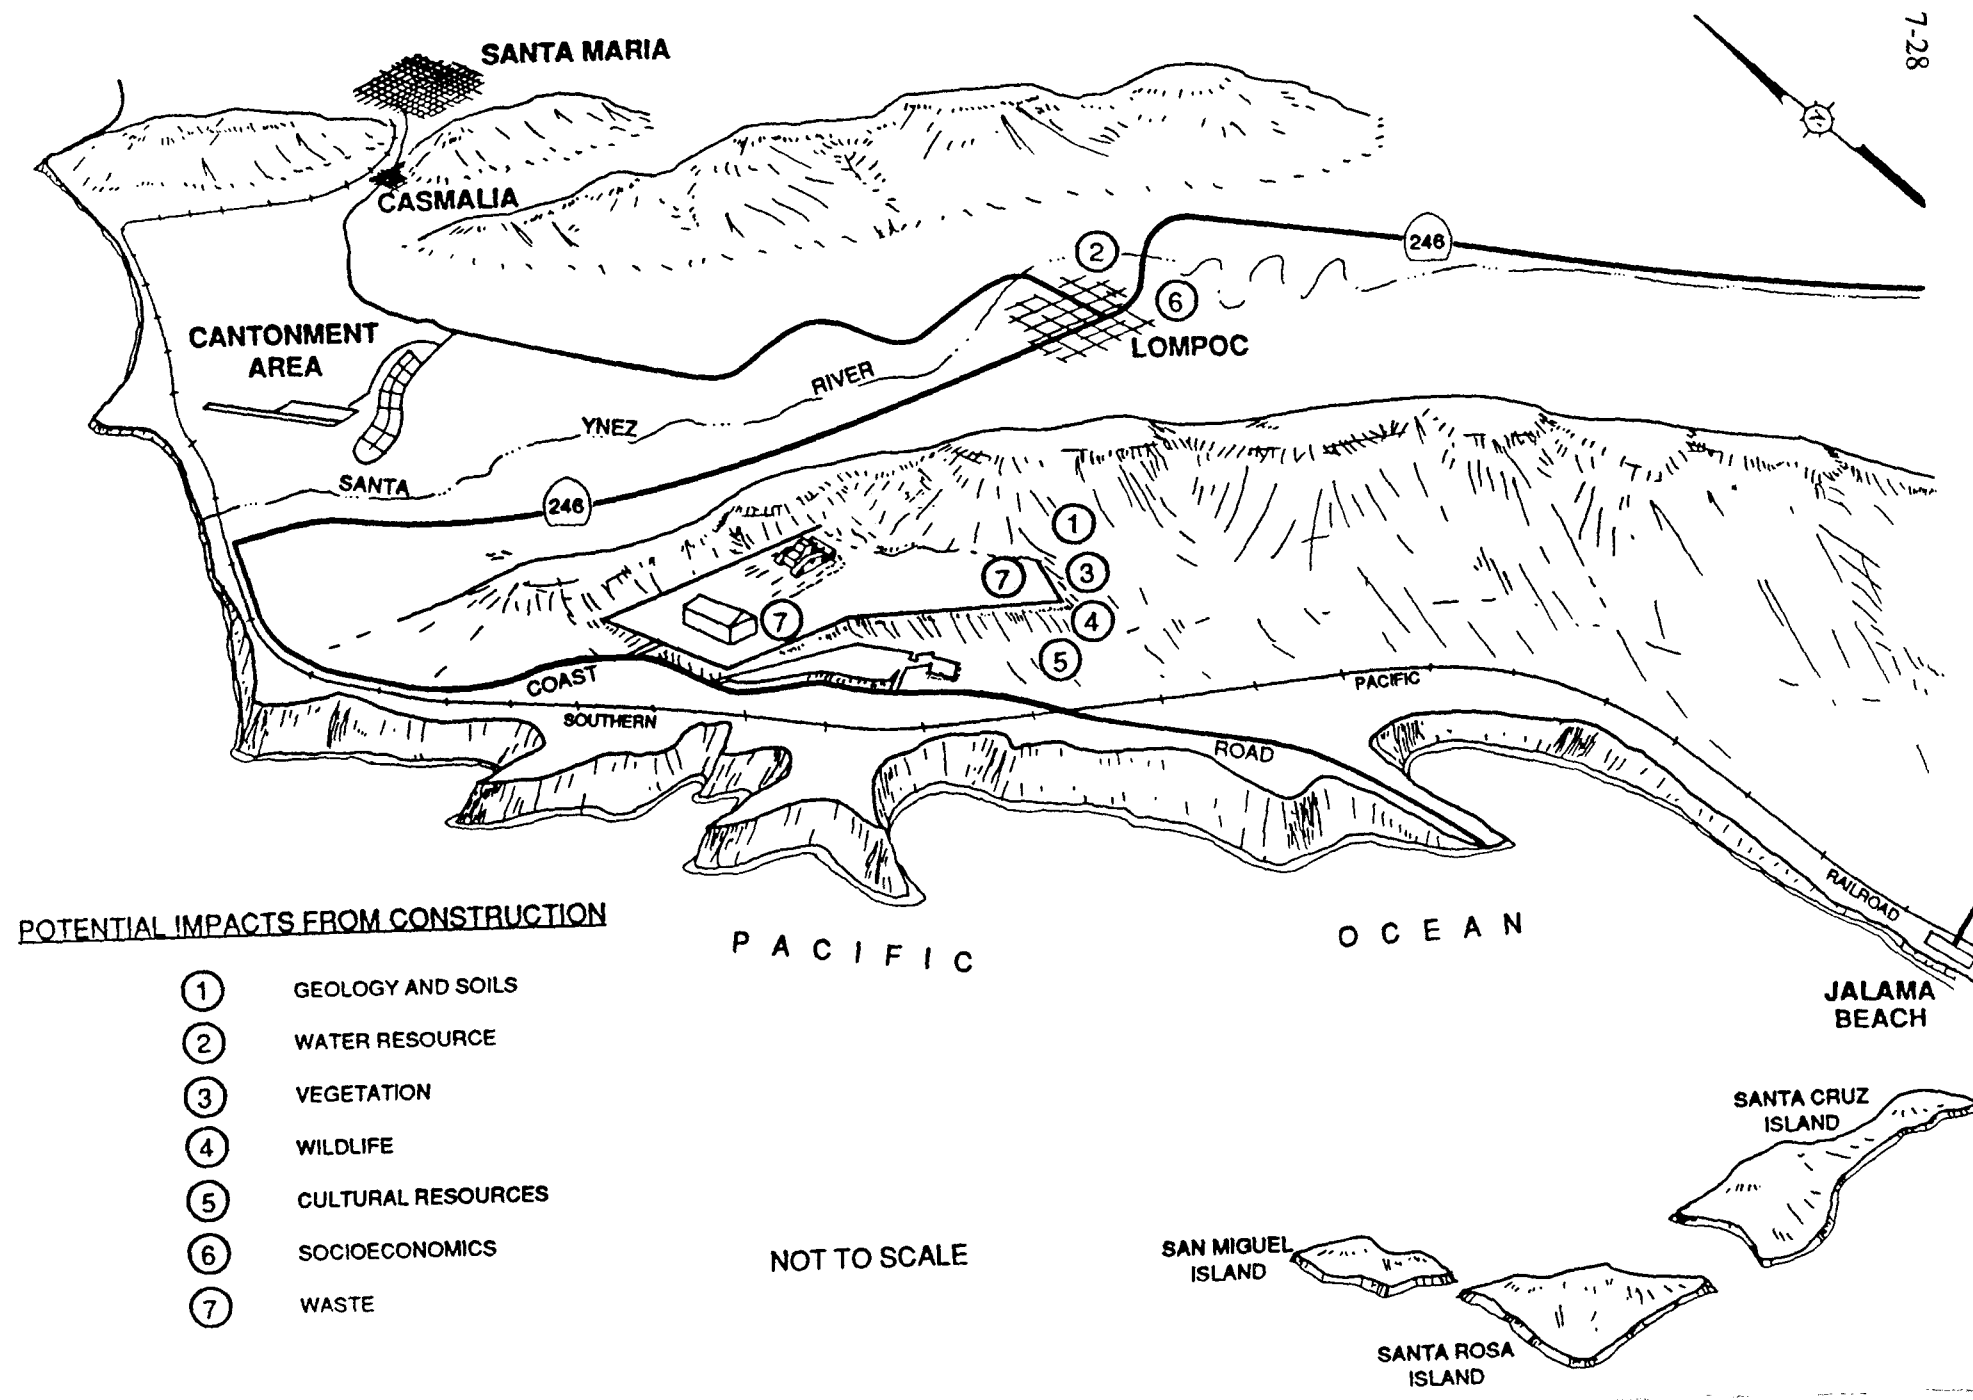 7-28
SANTA MARIA
CASMALIA
246
2
6
CANTONMENT
AREA
LOMPOC
RIVER
YNEZ
SANTA
246
1
7
3
7
4
5
COAST
PACIFIC
SOUTHERN
ROAD
RAILROAD
POTENTIAL IMPACTS FROM CONSTRUCTION
PACIFIC
OCEAN
1 GEOLOGY AND SOILS
2 WATER RESOURCE
3 VEGETATION
4 WILDLIFE
5 CULTURAL RESOURCES
6 SOCIOECONOMICS
7 WASTE
JALAMA
BEACH
SANTA CRUZ
ISLAND
NOT TO SCALE
SAN MIGUEL
ISLAND
SANTA ROSA
ISLAND